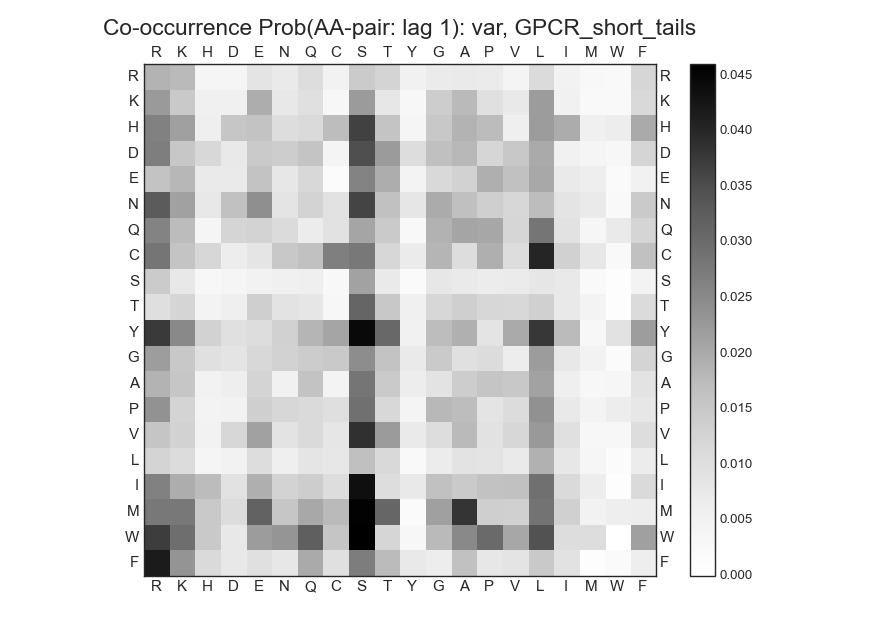 Co-occurrence Prob(AA-pair: lag 1): var, GPCR_short_tails
R K H D E N Q C S T Y G A P V L I M W F
R R 0.045
K K
H H 0.040
D D
E E 0.035
N N
Q Q 0.030
C C
S S
T T 0.025
Y Y
G G 0.020
A A
P P 0.015
V V
L L 0.010
I I
M M 0.005
W W
F F 0.000
R K H D E N Q C S T Y G A P V L I M W F